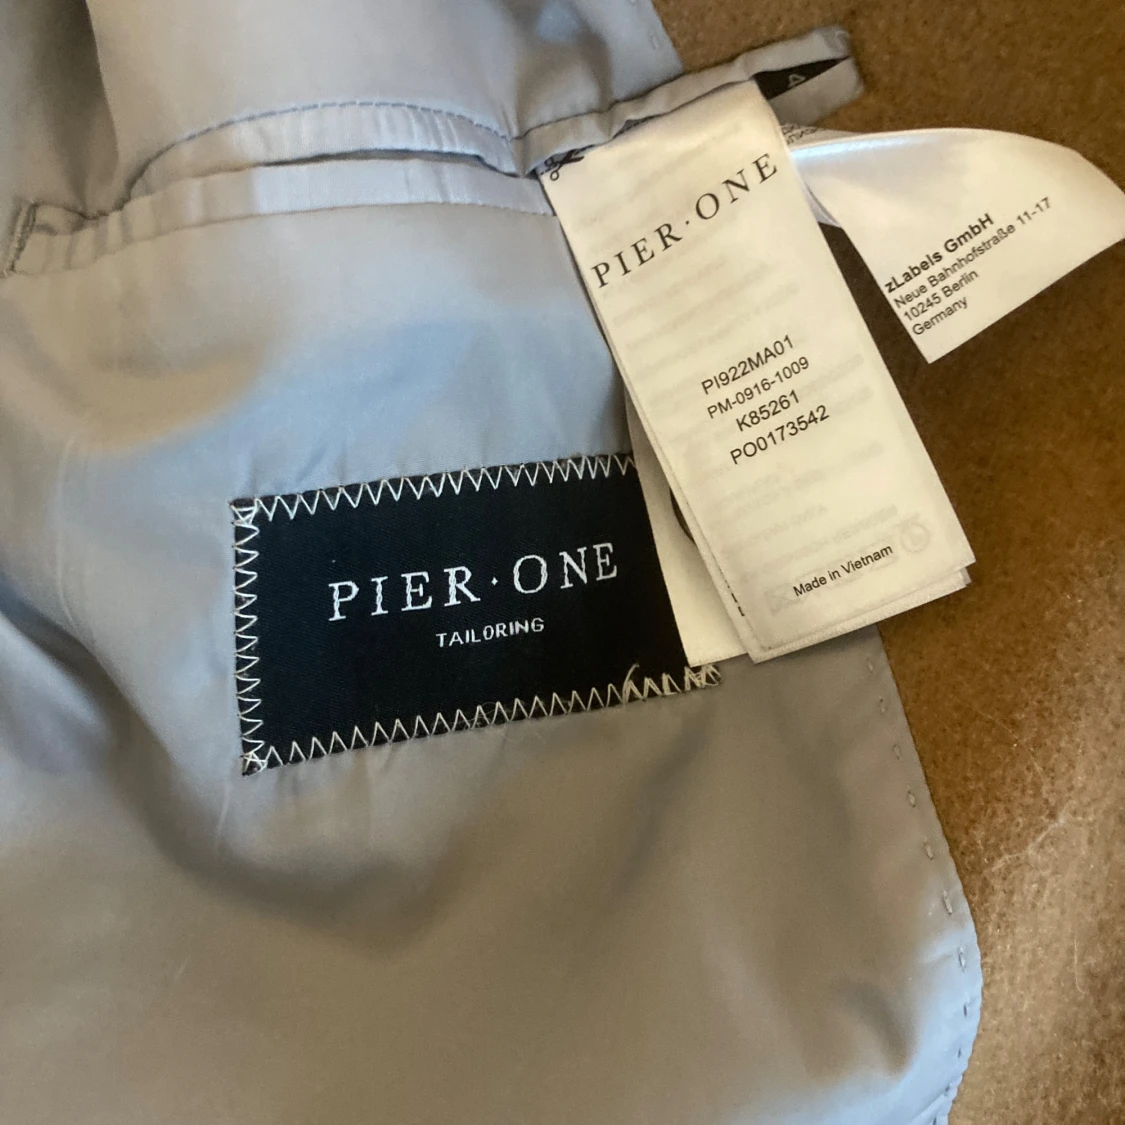 PIER·ONE
PI922MA01
PM-0916-1009
K85261
PO0173542
Made in Vietnam
zLabels GmbH
Neue Bahnhofstraße 11-17
10245 Berlin
Germany
PIER·ONE
TAILORING